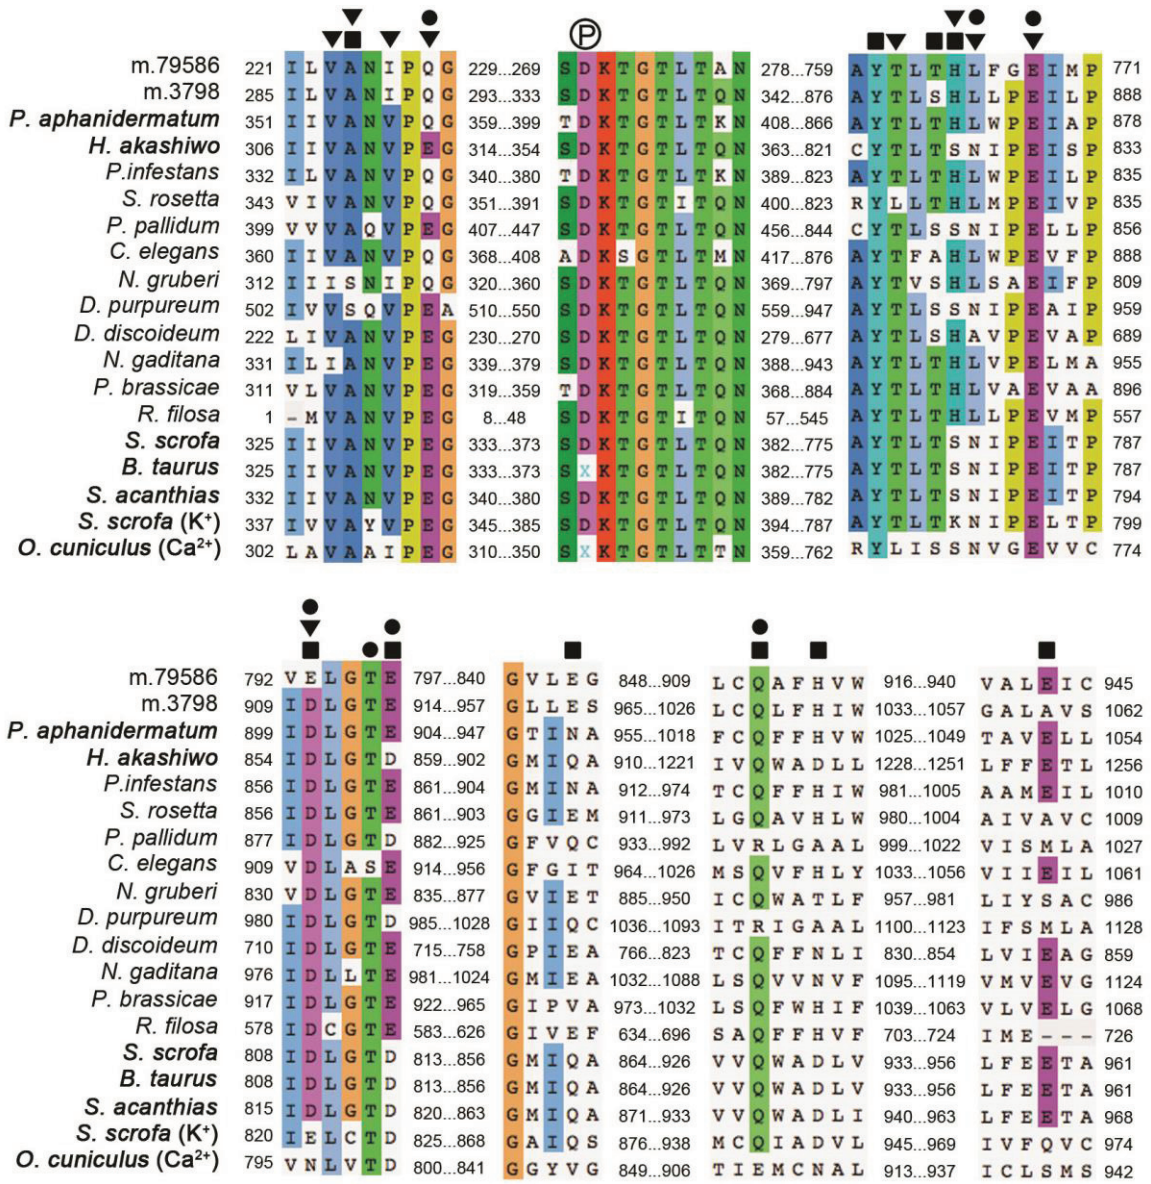 P
m.79586 221 I L V A N I P Q G 229...269 S D K T G T L T A N 278...759 A Y T L T H L F G E I M P 771
m.3798 285 I L V A N I P Q G 293...333 S D K T G T L T Q N 342...876 A Y T L S H L L P E I L P 888
P. aphanidermatum 351 I I V A N V P Q G 359...399 T D K T G T L T K N 408...866 A Y T L T H L W P E I A P 878
H. akashiwo 306 I I V A N V P E G 314...354 S D K T G T L T Q N 363...821 C Y T L T S N I P E I S P 833
P.infestans 332 I L V A N V P Q G 340...380 T D K T G T L T K N 389...823 A Y T L T H L W P E I L P 835
S. rosetta 343 V I V A N V P Q G 351...391 S D K T G T I T Q N 400...823 R Y L L T H L M P E I V P 835
P. pallidum 399 V V V A Q V P E G 407...447 S D K T G T L T Q N 456...844 C Y T L S S N I P E L L P 856
C. elegans 360 I I V A N V P Q G 368...408 A D K S G T L T M N 417...876 A Y T F A H L W P E V F P 888
N. gruberi 312 I I I S N I P Q G 320...360 S D K T G T L T Q N 369...797 A Y T V S H L S A E I F P 809
D. purpureum 502 I V V S Q V P E A 510...550 S D K T G T L T Q N 559...947 A Y T L S S N I P E A I P 959
D. discoideum 222 L I V A N V P E G 230...270 S D K T G T L T Q N 279...677 A Y T L S H A V P E V A P 689
N. gaditana 331 I L I A N V P E G 339...379 S D K T G T L T Q N 388...943 A Y T L T H L V P E L M A 955
P. brassicae 311 V L V A N V P E G 319...359 T D K T G T L T Q N 368...884 A Y T L T H L V A E V A A 896
R. filosa 1 – M V A N V P E G 8...48 S D K T G T I T Q N 57...545 A Y T L T H L L P E V M P 557
S. scrofa 325 I I V A N V P E G 333...373 S D K T G T L T Q N 382...775 A Y T L T S N I P E I T P 787
B. taurus 325 I I V A N V P E G 333...373 S X K T G T L T Q N 382...775 A Y T L T S N I P E I T P 787
S. acanthias 332 I I V A N V P E G 340...380 S D K T G T L T Q N 389...782 A Y T L T S N I P E I T P 794
S. scrofa (K⁺) 337 I V V A Y V P E G 345...385 S D K T G T L T Q N 394...787 A Y T L T K N I P E L T P 799
O. cuniculus (Ca²⁺) 302 L A V A A I P E G 310...350 S X K T G T L T T N 359...762 R Y L I S S N V G E V V C 774
m.79586 792 V E L G T E 797...840 G V L E G 848...909 L C Q A F H V W 916...940 V A L E I C 945
m.3798 909 I D L G T E 914...957 G L L E S 965...1026 L C Q L F H I W 1033...1057 G A L A V S 1062
P. aphanidermatum 899 I D L G T E 904...947 G T I N A 955...1018 F C Q F F H V W 1025...1049 T A V E L L 1054
H. akashiwo 854 I D L G T D 859...902 G M I Q A 910...1221 I V Q W A D L L 1228...1251 L F F E T L 1256
P.infestans 856 I D L G T E 861...904 G M I N A 912...974 T C Q F F H I W 981...1005 A A M E I L 1010
S. rosetta 856 I D L G T E 861...903 G G I E M 911...973 L G Q A V H L W 980...1004 A I V A V C 1009
P. pallidum 877 I D L G T D 882...925 G F V Q C 933...992 L V R L G A A L 999...1022 V I S M L A 1027
C. elegans 909 V D L A S E 914...956 G F G I T 964...1026 M S Q V F H L Y 1033...1056 V I I E I L 1061
N. gruberi 830 V D L G T E 835...877 G V I E T 885...950 I C Q W A T L F 957...981 L I Y S A C 986
D. purpureum 980 I D L G T D 985...1028 G I I Q C 1036...1093 I T R I G A A L 1100...1123 I F S M L A 1128
D. discoideum 710 I D L G T E 715...758 G P I E A 766...823 T C Q F F N L I 830...854 L V I E A G 859
N. gaditana 976 I D L L T E 981...1024 G M I E A 1032...1088 L S Q V V N V F 1095...1119 V M V E V G 1124
P. brassicae 917 I D L G T E 922...965 G I P V A 973...1032 L S Q F W H I F 1039...1063 V L V E L G 1068
R. filosa 578 I D C G T E 583...626 G I V E F 634...696 S A Q F F H V F 703...724 I M E – – – 726
S. scrofa 808 I D L G T D 813...856 G M I Q A 864...926 V V Q W A D L V 933...956 L F E E T A 961
B. taurus 808 I D L G T D 813...856 G M I Q A 864...926 V V Q W A D L V 933...956 L F E E T A 961
S. acanthias 815 I D L G T D 820...863 G M I Q A 871...933 V V Q W A D L I 940...963 L F E E T A 968
S. scrofa (K⁺) 820 I E L C T D 825...868 G A I Q S 876...938 M C Q I A D V L 945...969 I V F Q V C 974
O. cuniculus (Ca²⁺) 795 V N L V T D 800...841 G G Y V G 849...906 T I E M C N A L 913...937 I C L S M S 942